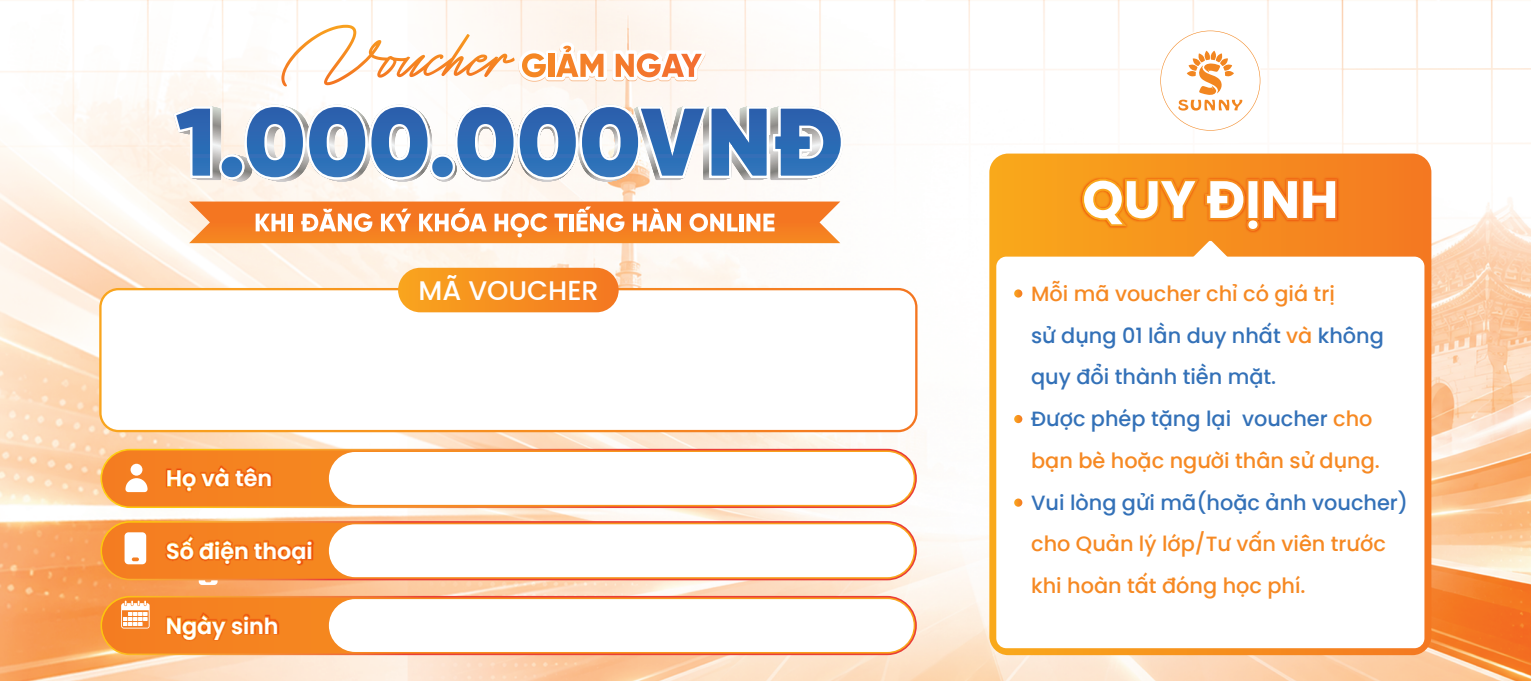 Voucher GIẢM NGAY
1.000.000VNĐ
KHI ĐĂNG KÝ KHÓA HỌC TIẾNG HÀN ONLINE
MÃ VOUCHER
Họ và tên
Số điện thoại
Ngày sinh
SUNNY
QUY ĐỊNH
• Mỗi mã voucher chỉ có giá trị
sử dụng 01 lần duy nhất và không
quy đổi thành tiền mặt.
• Được phép tặng lại voucher cho
bạn bè hoặc người thân sử dụng.
• Vui lòng gửi mã(hoặc ảnh voucher)
cho Quản lý lớp/Tư vấn viên trước
khi hoàn tất đóng học phí.